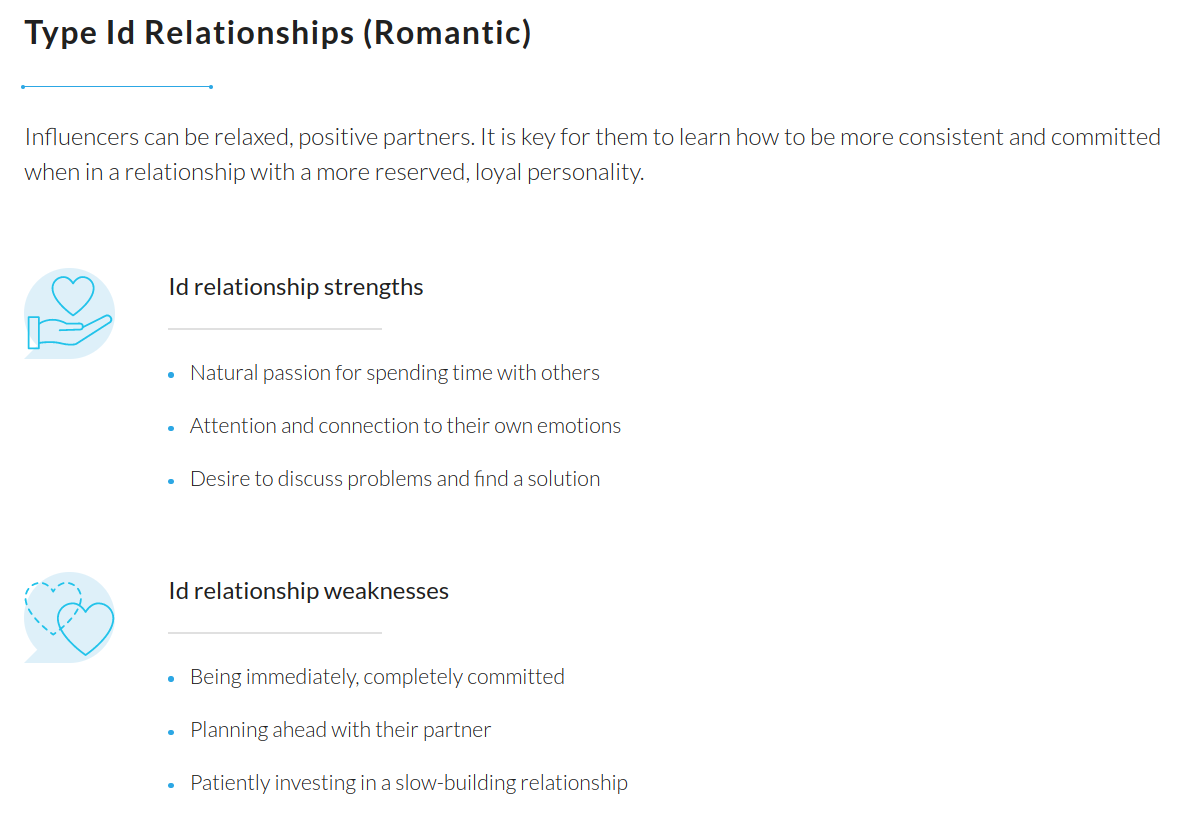 Type Id Relationships (Romantic)
Influencers can be relaxed, positive partners. It is key for them to learn how to be more consistent and committed
when in a relationship with a more reserved, loyal personality.
Id relationship strengths
Natural passion for spending time with others
Attention and connection to their own emotions
Desire to discuss problems and find a solution
Id relationship weaknesses
Being immediately, completely committed
Planning ahead with their partner
Patiently investing in a slow-building relationship